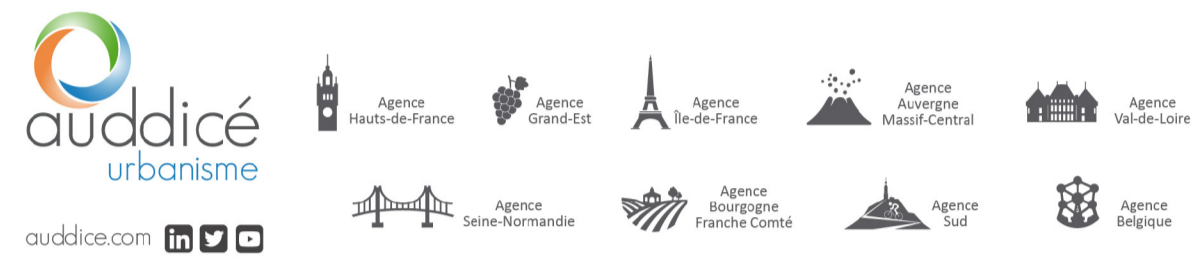 auddicé
urbanisme
auddice.com
Agence
Hauts-de-France
Agence
Grand-Est
Agence
Île-de-France
Agence
Auvergne
Massif-Central
Agence
Val-de-Loire
Agence
Seine-Normandie
Agence
Bourgogne
Franche Comté
Agence
Sud
Agence
Belgique